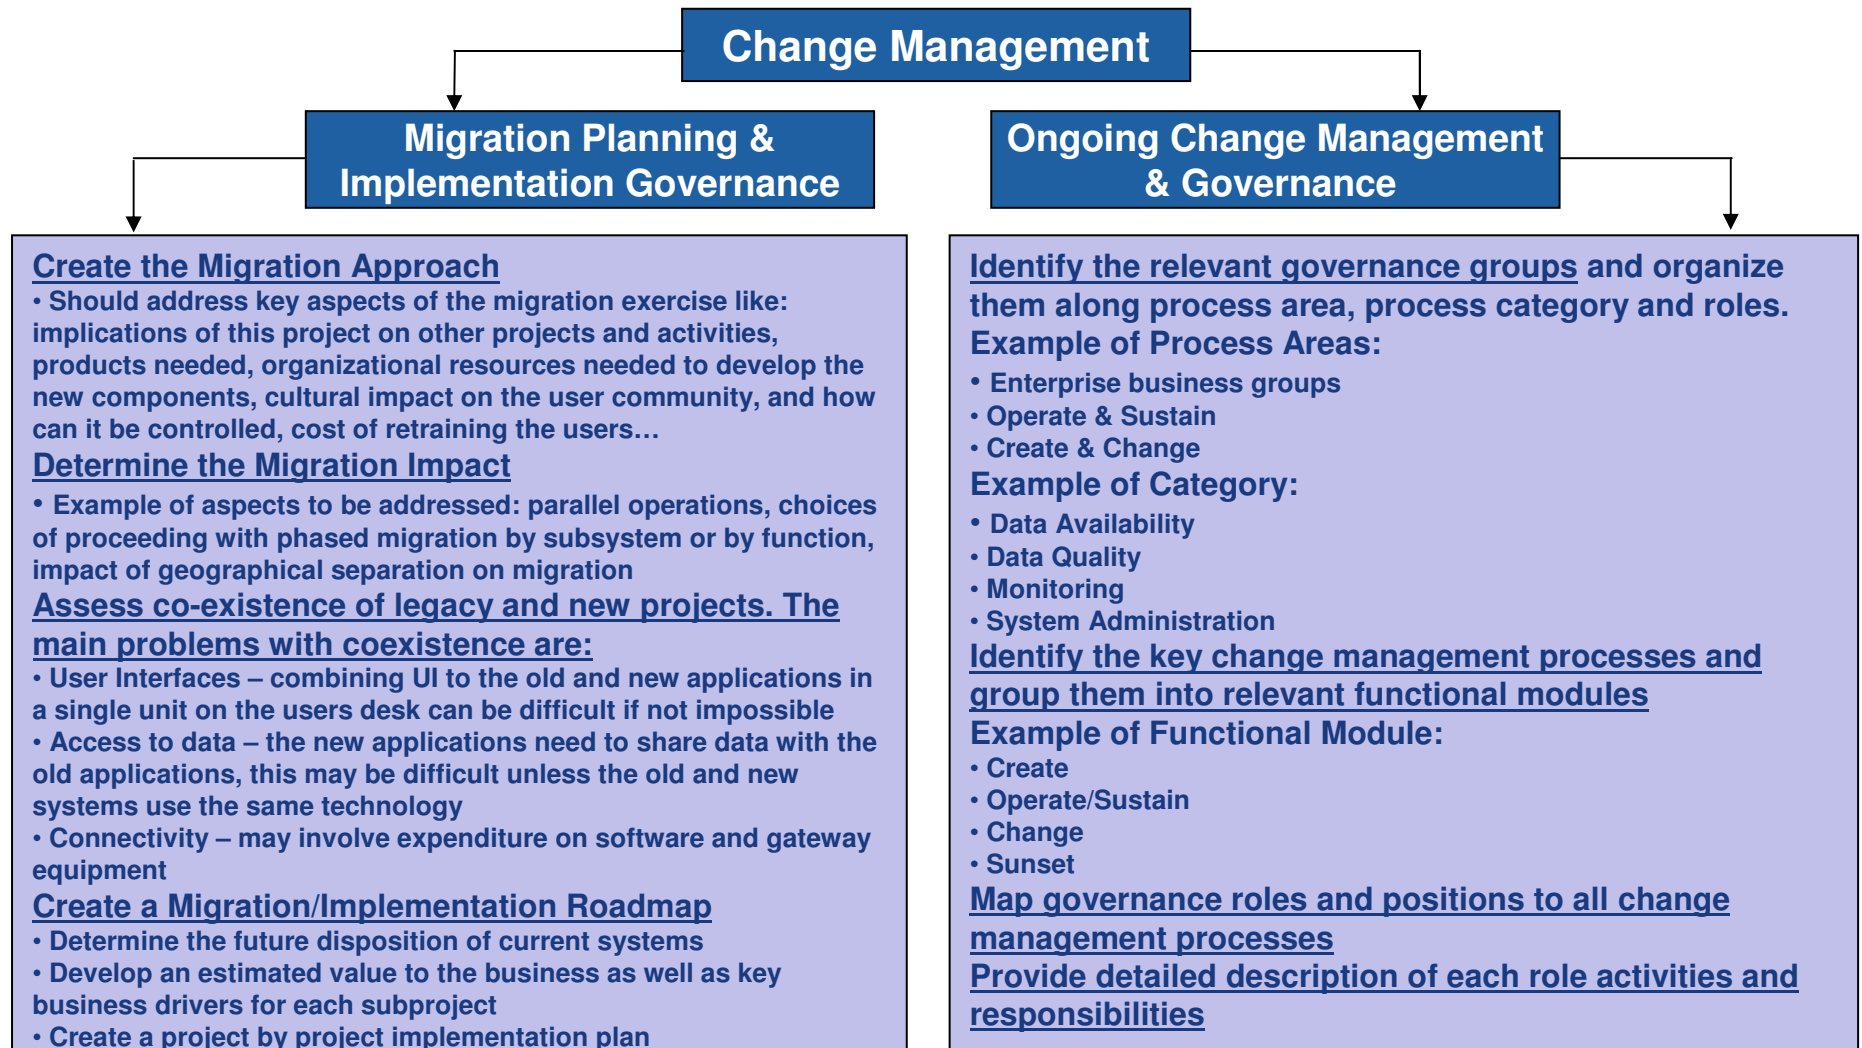 Change Management
Migration Planning &
Implementation Governance
Ongoing Change Management
& Governance
Create the Migration Approach
• Should address key aspects of the migration exercise like:
implications of this project on other projects and activities,
products needed, organizational resources needed to develop the
new components, cultural impact on the user community, and how
can it be controlled, cost of retraining the users…
Determine the Migration Impact
• Example of aspects to be addressed: parallel operations, choices
of proceeding with phased migration by subsystem or by function,
impact of geographical separation on migration
Assess co-existence of legacy and new projects. The
main problems with coexistence are:
• User Interfaces – combining UI to the old and new applications in
a single unit on the users desk can be difficult if not impossible
• Access to data – the new applications need to share data with the
old applications, this may be difficult unless the old and new
systems use the same technology
• Connectivity – may involve expenditure on software and gateway
equipment
Create a Migration/Implementation Roadmap
• Determine the future disposition of current systems
• Develop an estimated value to the business as well as key
business drivers for each subproject
• Create a project by project implementation plan
Identify the relevant governance groups and organize
them along process area, process category and roles.
Example of Process Areas:
• Enterprise business groups
• Operate & Sustain
• Create & Change
Example of Category:
• Data Availability
• Data Quality
• Monitoring
• System Administration
Identify the key change management processes and
group them into relevant functional modules
Example of Functional Module:
• Create
• Operate/Sustain
• Change
• Sunset
Map governance roles and positions to all change
management processes
Provide detailed description of each role activities and
responsibilities